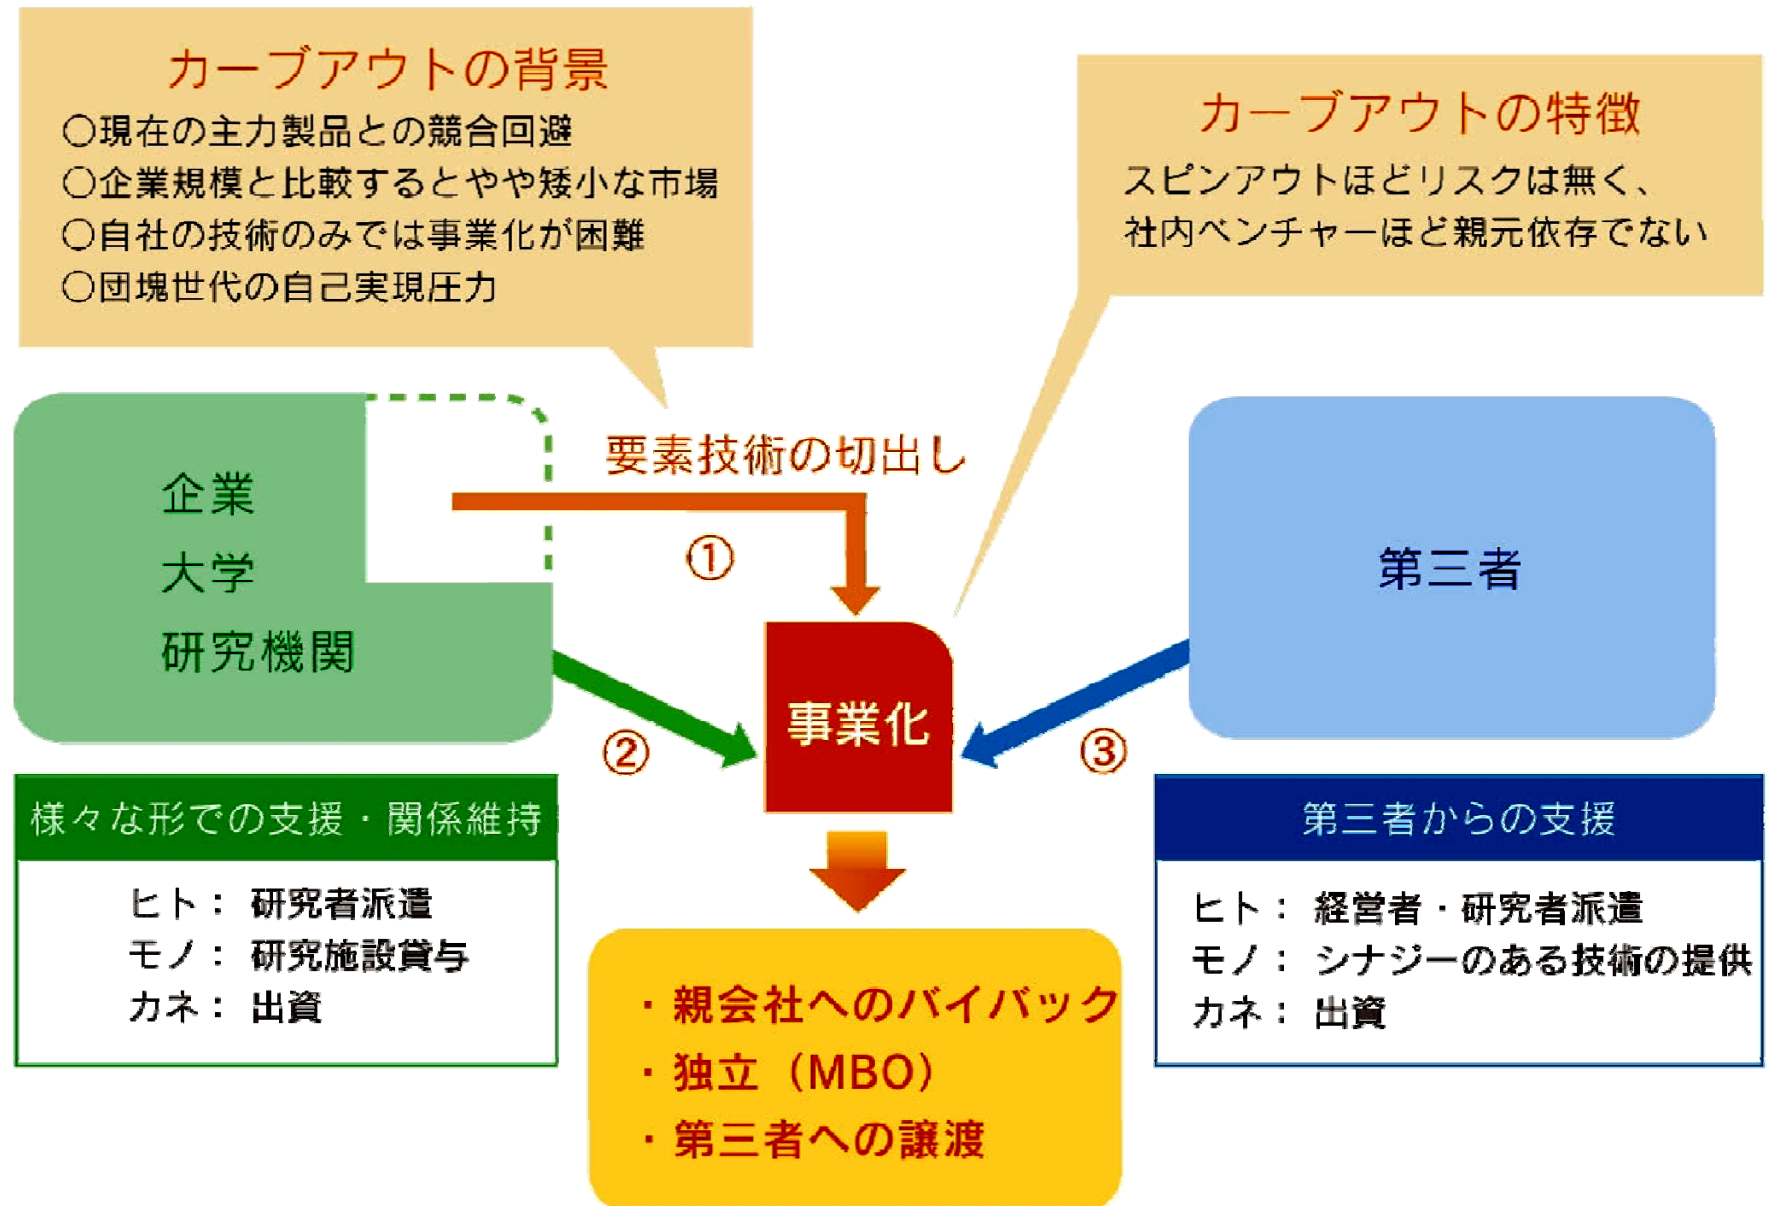 カーブアウトの背景
○現在の主力製品との競合回避
○企業規模と比較するとやや矮小な市場
○自社の技術のみでは事業化が困難
○団塊世代の自己実現圧力
カーブアウトの特徴
スピンアウトほどリスクは無く、
社内ベンチャーほど親元依存でない
企業
大学
研究機関
要素技術の切出し
①
第三者
②
事業化
③
様々な形での支援・関係維持
ヒト： 研究者派遣
モノ： 研究施設貸与
カネ： 出資
第三者からの支援
ヒト： 経営者・研究者派遣
モノ： シナジーのある技術の提供
カネ： 出資
・親会社へのバイバック
・独立（MBO）
・第三者への譲渡